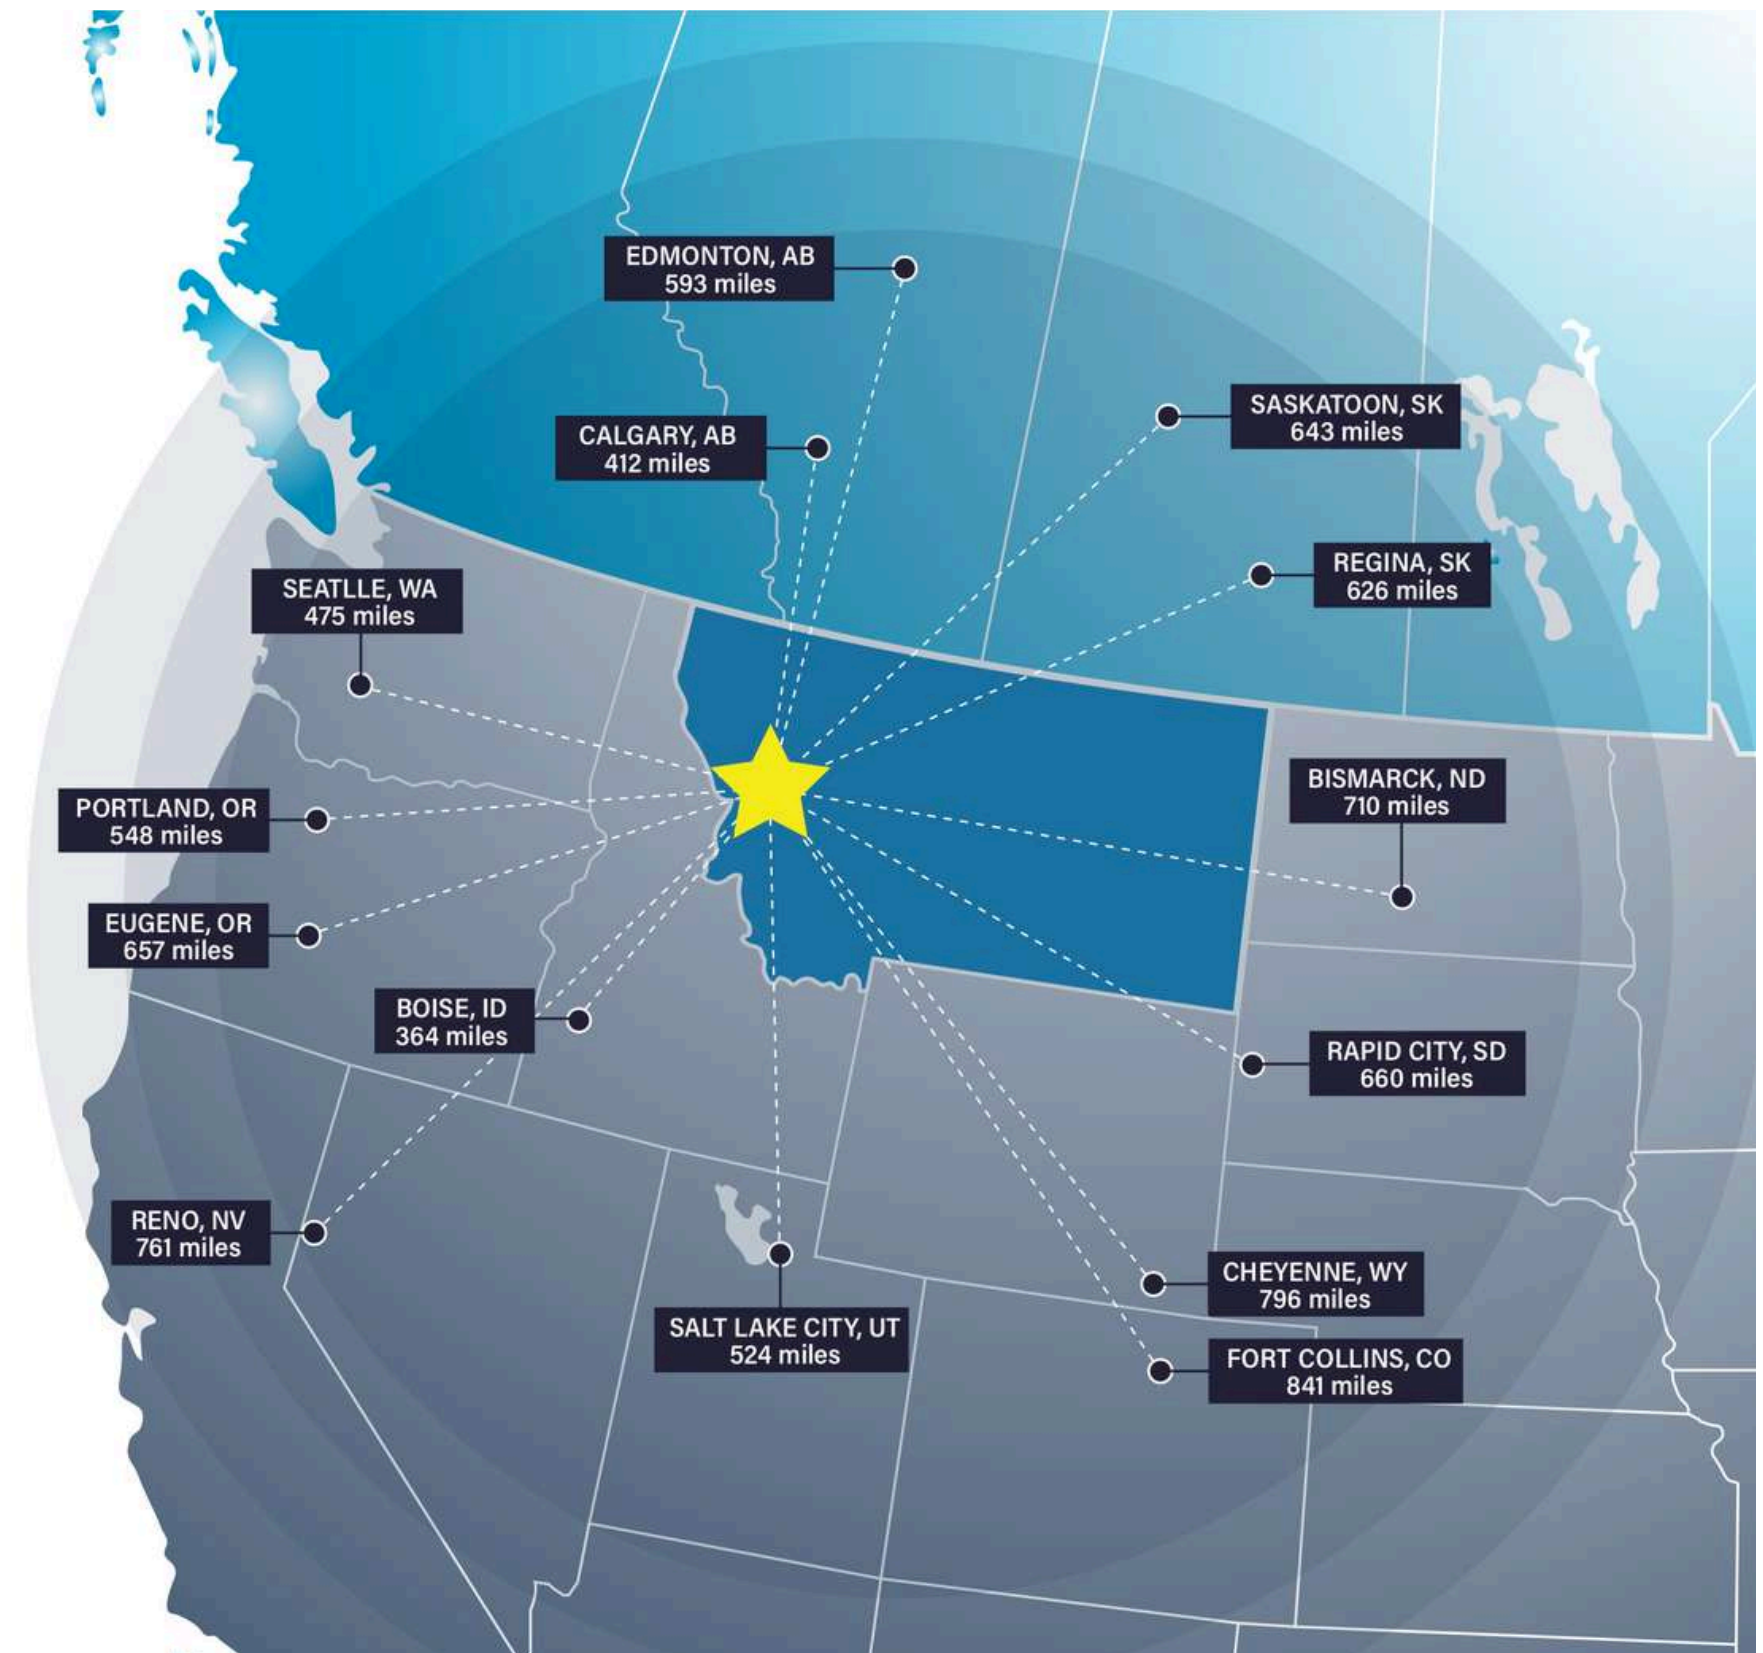 EDMONTON, AB
593 miles
SASKATOON, SK
643 miles
CALGARY, AB
412 miles
REGINA, SK
626 miles
SEATLLE, WA
475 miles
BISMARCK, ND
710 miles
PORTLAND, OR
548 miles
EUGENE, OR
657 miles
BOISE, ID
364 miles
RAPID CITY, SD
660 miles
RENO, NV
761 miles
CHEYENNE, WY
796 miles
SALT LAKE CITY, UT
524 miles
FORT COLLINS, CO
841 miles